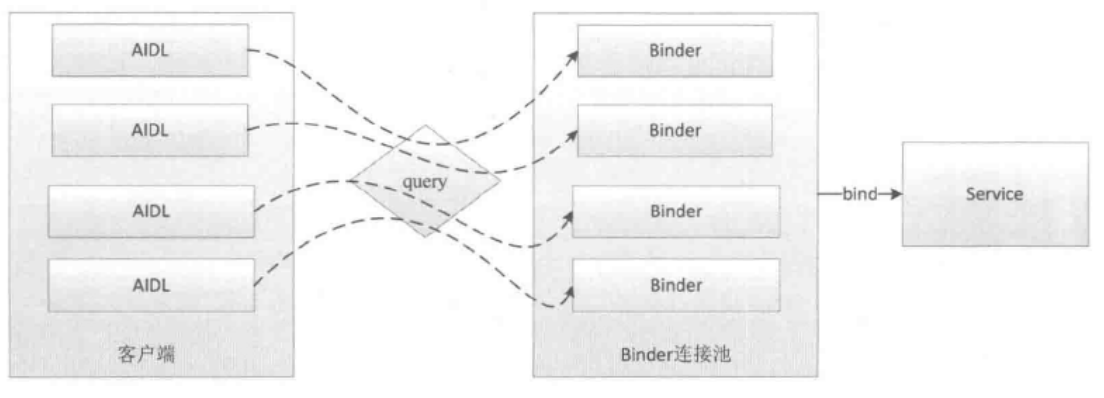 AIDL
AIDL
AIDL
AIDL
客户端
query
Binder
Binder
Binder
Binder
Binder连接池
bind
Service